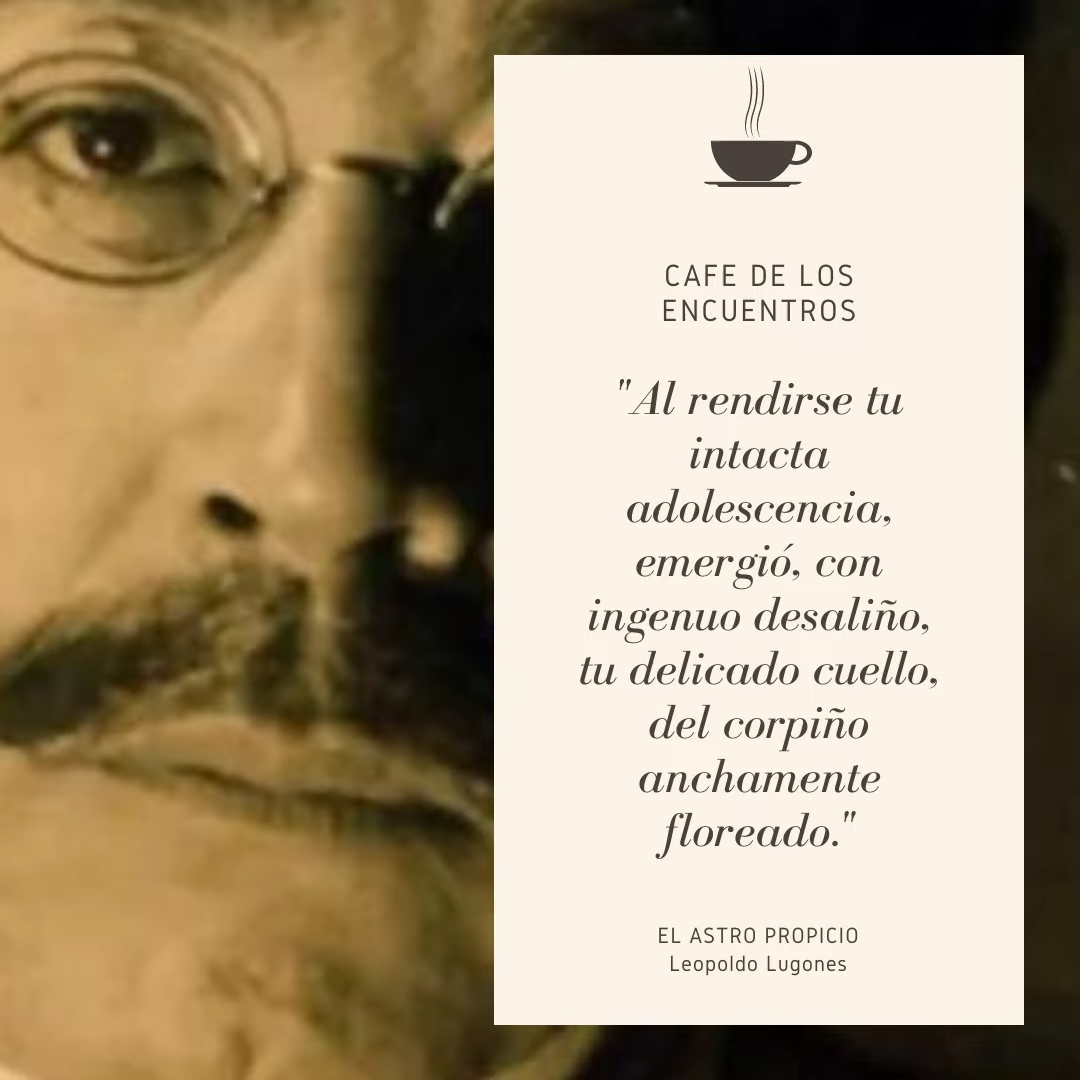 CAFE DE LOS
ENCUENTROS
"Al rendirse tu
intacta
adolescencia,
emergió, con
ingenuo desaliño,
tu delicado cuello,
del corpiño
anchamente
floreado."
EL ASTRO PROPICIO
Leopoldo Lugones